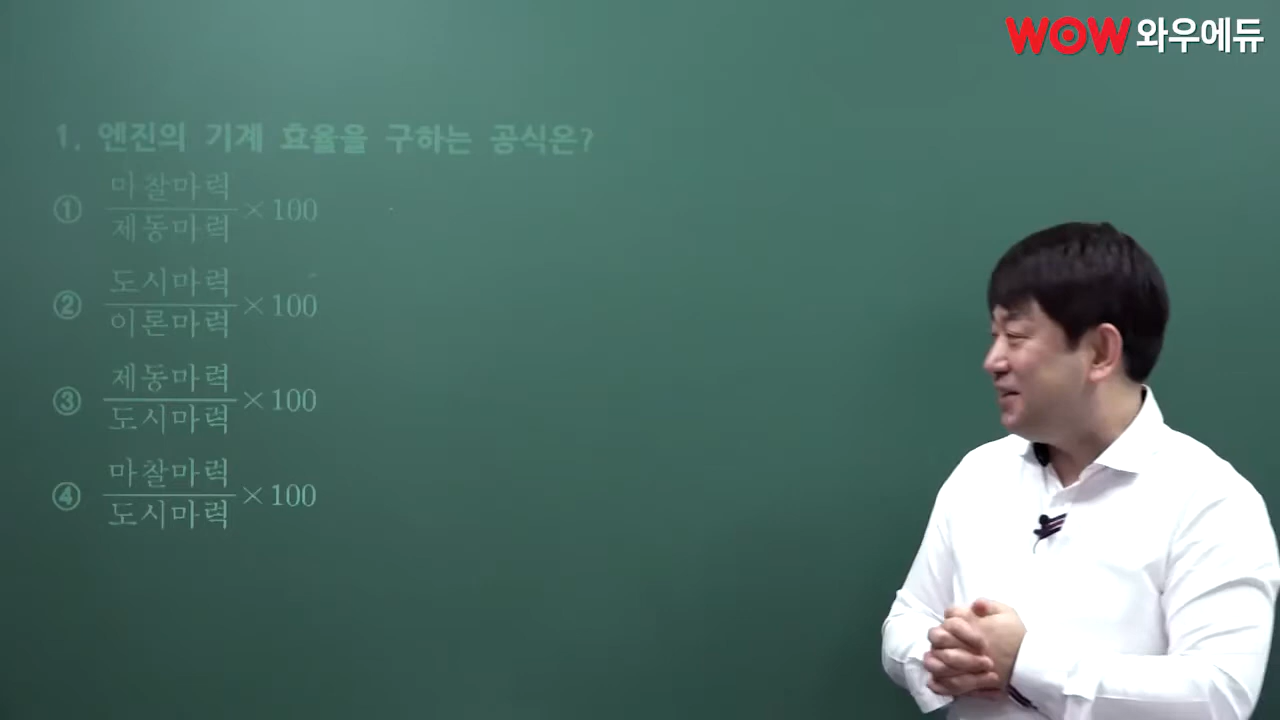 WOW와우에듀
1. 엔진의 기계 효율을 구하는 공식은?
① 마찰마력/제동마력 × 100
② 도시마력/이론마력 × 100
③ 제동마력/도시마력 × 100
④ 마찰마력/도시마력 × 100